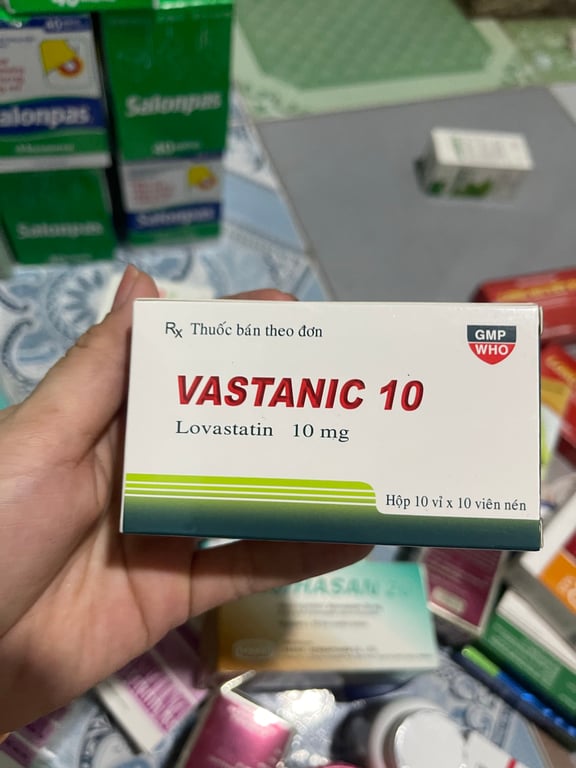 Salonpas
Salonpas
40
Salonpas
Salonpas
Rx Thuốc bán theo đơn
GMP
WHO
VASTANIC 10
Lovastatin 10 mg
Hộp 10 vỉ x 10 viên nén